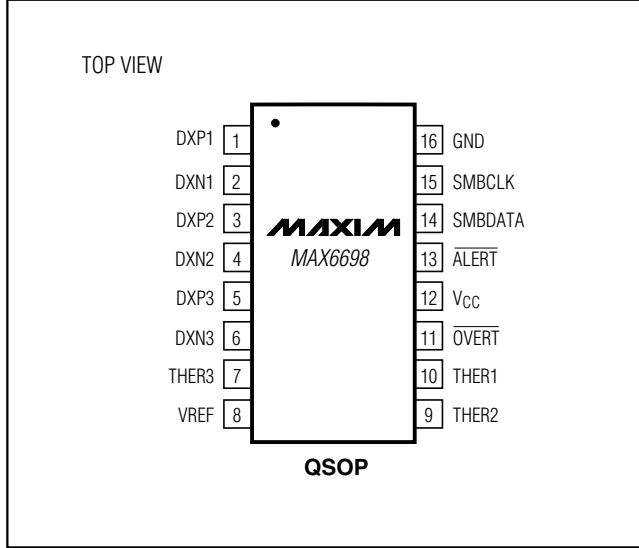 TOP VIEW
DXP1 1 16 GND
DXN1 2 15 SMBCLK
DXP2 3 14 SMBDATA
MAXIM
DXN2 4 MAX6698 13 ALERT
DXP3 5 12 VCC
DXN3 6 11 OVERT
THER3 7 10 THER1
VREF 8 9 THER2
QSOP